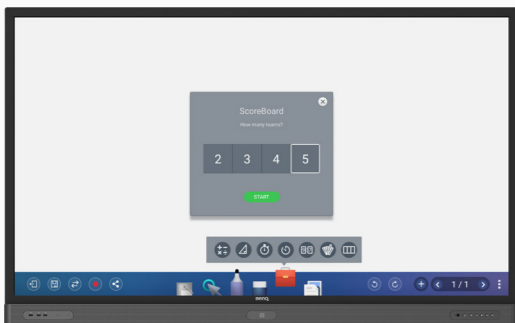 ScoreBoard
How many teams?
2 3 4 5
START
1 / 1
BenQ